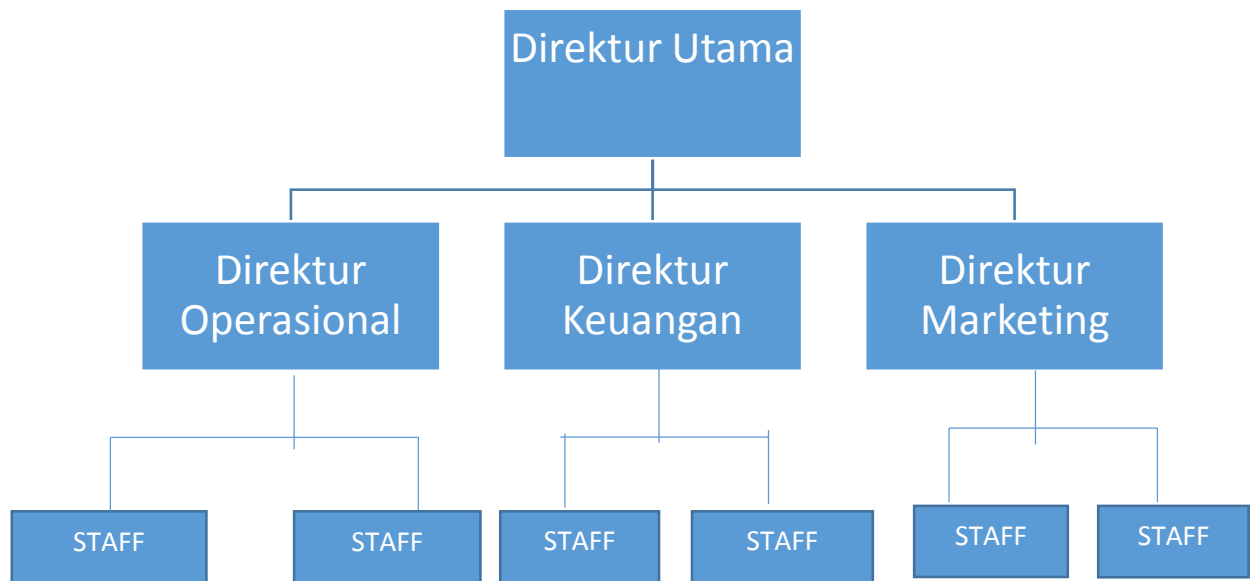 Direktur Utama
Direktur
Operasional
Direktur
Keuangan
Direktur
Marketing
STAFF
STAFF
STAFF
STAFF
STAFF
STAFF